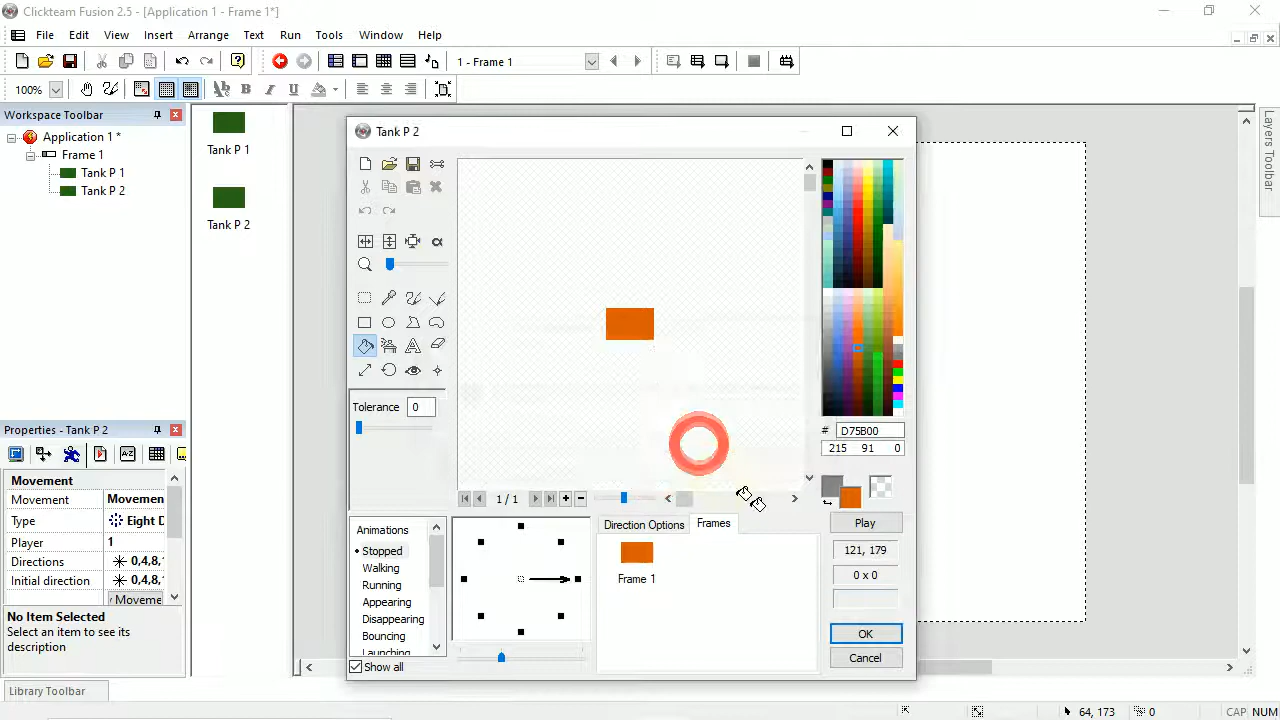 Clickteam Fusion 2.5 - [Application 1 - Frame 1*]
File Edit View Insert Arrange Text Run Tools Window Help
1 - Frame 1
100%
Workspace Toolbar
Application 1 *
Frame 1
Tank P 1
Tank P 2
Tank P 1
Tank P 2
Layers Toolbar
Tank P 2
Tolerance 0
# D75B00
215 91 0
1 / 1
Animations
Stopped
Walking
Running
Appearing
Disappearing
Bouncing
Launching
Show all
Direction Options Frames
Frame 1
Play
121, 179
0 x 0
OK
Cancel
Properties - Tank P 2
Movement
Movement Movemen
Type Eight D
Player 1
Directions 0,4,8,
Initial direction 0,4,8,
No Item Selected
Select an item to see its
description
Library Toolbar
64, 173 0 CAP NUM